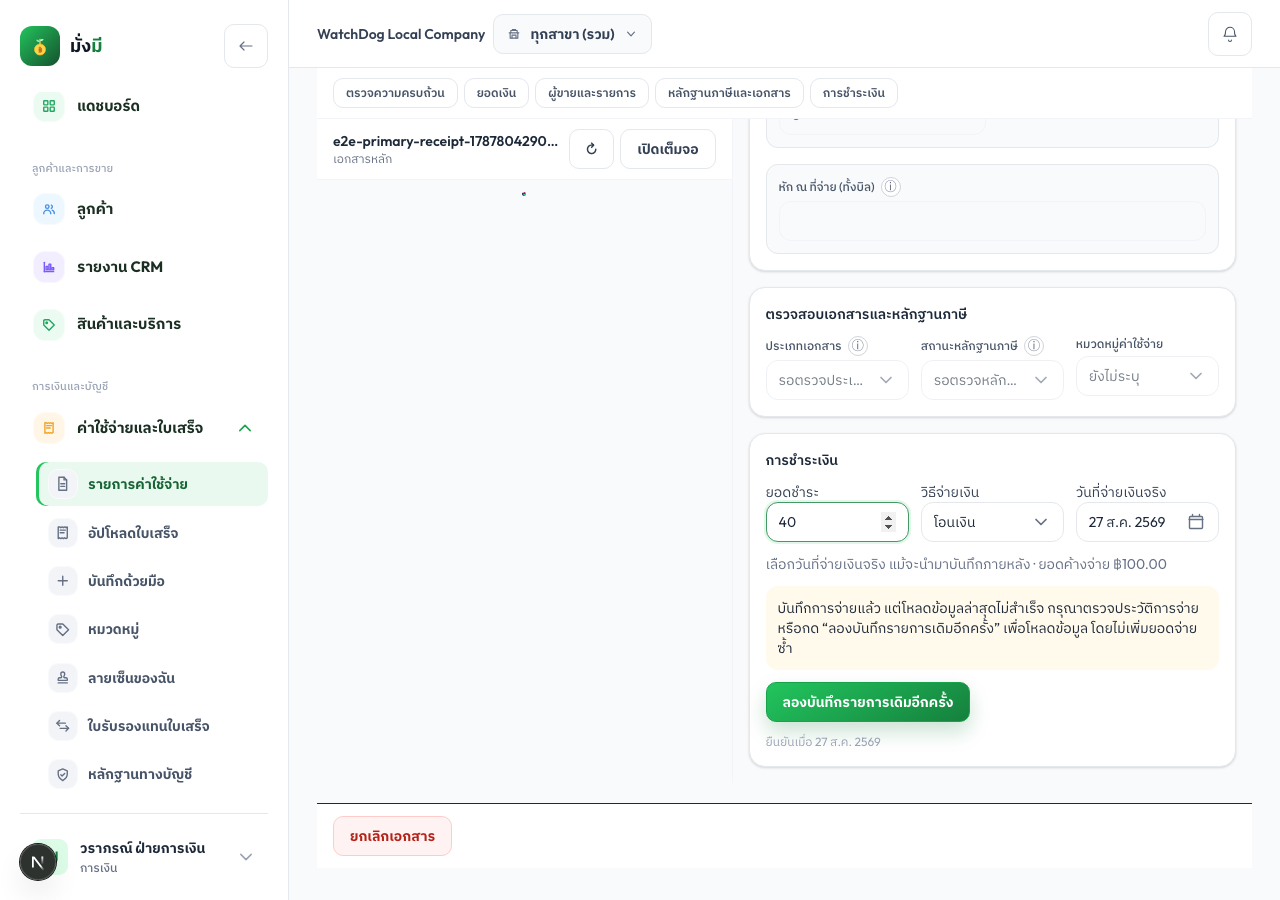 มั่งมี
แดชบอร์ด
ลูกค้าและการขาย
ลูกค้า
รายงาน CRM
สินค้าและบริการ
การเงินและบัญชี
ค่าใช้จ่ายและใบเสร็จ
รายการค่าใช้จ่าย
อัปโหลดใบเสร็จ
บันทึกด้วยมือ
หมวดหมู่
ลายเซ็นของฉัน
ใบรับรองแทนใบเสร็จ
หลักฐานทางบัญชี
N
วราภรณ์ ฝ่ายการเงิน
การเงิน
WatchDog Local Company
ทุกสาขา (รวม)
ตรวจความครบถ้วน
ยอดเงิน
ผู้ขายและรายการ
หลักฐานภาษีและเอกสาร
การชำระเงิน
e2e-primary-receipt-1787804290...
เอกสารหลัก
เปิดเต็มจอ
หัก ณ ที่จ่าย (ทั้งบิล)
ตรวจสอบเอกสารและหลักฐานภาษี
ประเภทเอกสาร
สถานะหลักฐานภาษี
หมวดหมู่ค่าใช้จ่าย
รอตรวจประเ...
รอตรวจหลัก...
ยังไม่ระบุ
การชำระเงิน
ยอดชำระ
วิธีจ่ายเงิน
วันที่จ่ายเงินจริง
40
โอนเงิน
27 ส.ค. 2569
เลือกวันที่จ่ายเงินจริง แม้จะนำมาบันทึกภายหลัง · ยอดค้างจ่าย ฿100.00
บันทึกการจ่ายแล้ว แต่โหลดข้อมูลล่าสุดไม่สำเร็จ กรุณาตรวจประวัติการจ่าย
หรือกด “ลองบันทึกรายการเดิมอีกครั้ง” เพื่อโหลดข้อมูล โดยไม่เพิ่มยอดจ่าย
ซ้ำ
ลองบันทึกรายการเดิมอีกครั้ง
ยืนยันเมื่อ 27 ส.ค. 2569
ยกเลิกเอกสาร